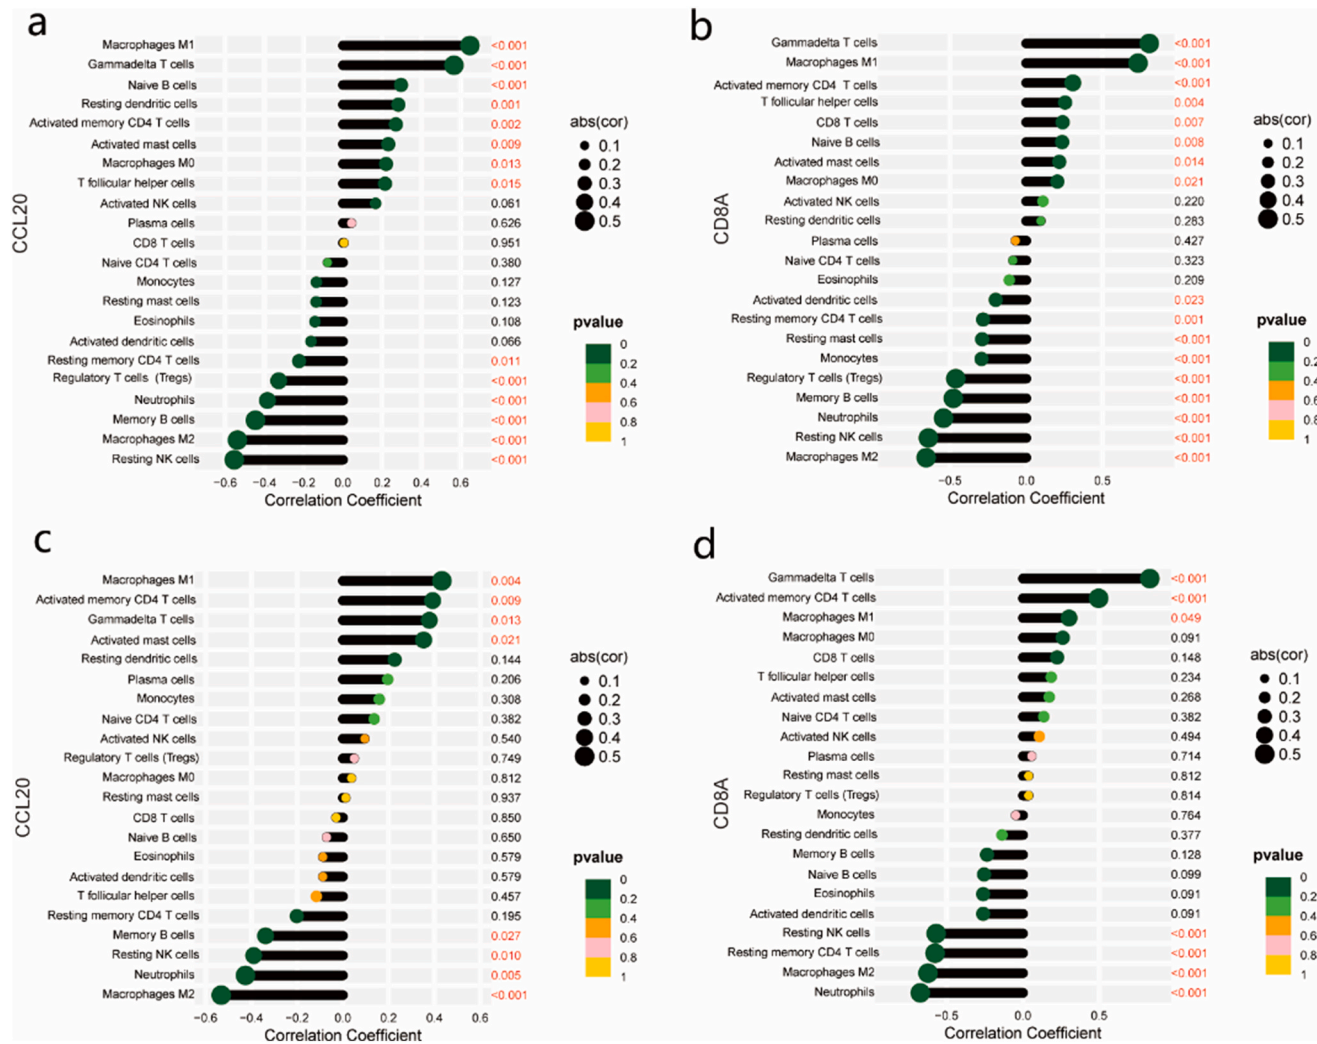 a
CCL20
Macrophages M1 <0.001
Gammadelta T cells <0.001
Naive B cells <0.001
Resting dendritic cells 0.001
Activated memory CD4 T cells 0.002
Activated mast cells 0.009
Macrophages M0 0.013
T follicular helper cells 0.015
Activated NK cells 0.061
Plasma cells 0.626
CD8 T cells 0.951
Naive CD4 T cells 0.380
Monocytes 0.127
Resting mast cells 0.123
Eosinophils 0.108
Activated dendritic cells 0.066
Resting memory CD4 T cells 0.011
Regulatory T cells (Tregs) <0.001
Neutrophils <0.001
Memory B cells <0.001
Macrophages M2 <0.001
Resting NK cells <0.001
−0.6 −0.4 −0.2 0.0 0.2 0.4 0.6
Correlation Coefficient
abs(cor)
0.1
0.2
0.3
0.4
0.5
pvalue
0
0.2
0.4
0.6
0.8
1
b
CD8A
Gammadelta T cells <0.001
Macrophages M1 <0.001
Activated memory CD4 T cells <0.001
T follicular helper cells 0.004
CD8 T cells 0.007
Naive B cells 0.008
Activated mast cells 0.014
Macrophages M0 0.021
Activated NK cells 0.220
Resting dendritic cells 0.283
Plasma cells 0.427
Naive CD4 T cells 0.323
Eosinophils 0.209
Activated dendritic cells 0.023
Resting memory CD4 T cells 0.001
Resting mast cells <0.001
Monocytes <0.001
Regulatory T cells (Tregs) <0.001
Memory B cells <0.001
Neutrophils <0.001
Resting NK cells <0.001
Macrophages M2 <0.001
−0.5 0.0 0.5
Correlation Coefficient
abs(cor)
0.1
0.2
0.3
0.4
0.5
pvalue
0
0.2
0.4
0.6
0.8
1
c
CCL20
Macrophages M1 0.004
Activated memory CD4 T cells 0.009
Gammadelta T cells 0.013
Activated mast cells 0.021
Resting dendritic cells 0.144
Plasma cells 0.206
Monocytes 0.308
Naive CD4 T cells 0.382
Activated NK cells 0.540
Regulatory T cells (Tregs) 0.749
Macrophages M0 0.812
Resting mast cells 0.937
CD8 T cells 0.850
Naive B cells 0.650
Eosinophils 0.579
Activated dendritic cells 0.579
T follicular helper cells 0.457
Resting memory CD4 T cells 0.195
Memory B cells 0.027
Resting NK cells 0.010
Neutrophils 0.005
Macrophages M2 <0.001
−0.6 −0.4 −0.2 0.0 0.2 0.4 0.6
Correlation Coefficient
abs(cor)
0.1
0.2
0.3
0.4
0.5
pvalue
0
0.2
0.4
0.6
0.8
1
d
CD8A
Gammadelta T cells <0.001
Activated memory CD4 T cells <0.001
Macrophages M1 0.049
Macrophages M0 0.091
CD8 T cells 0.148
T follicular helper cells 0.234
Activated mast cells 0.268
Naive CD4 T cells 0.382
Activated NK cells 0.494
Plasma cells 0.714
Resting mast cells 0.812
Regulatory T cells (Tregs) 0.814
Monocytes 0.764
Resting dendritic cells 0.377
Memory B cells 0.128
Naive B cells 0.099
Eosinophils 0.091
Activated dendritic cells 0.091
Resting NK cells <0.001
Resting memory CD4 T cells <0.001
Macrophages M2 <0.001
Neutrophils <0.001
−0.5 0.0 0.5
Correlation Coefficient
abs(cor)
0.1
0.2
0.3
0.4
0.5
pvalue
0
0.2
0.4
0.6
0.8
1